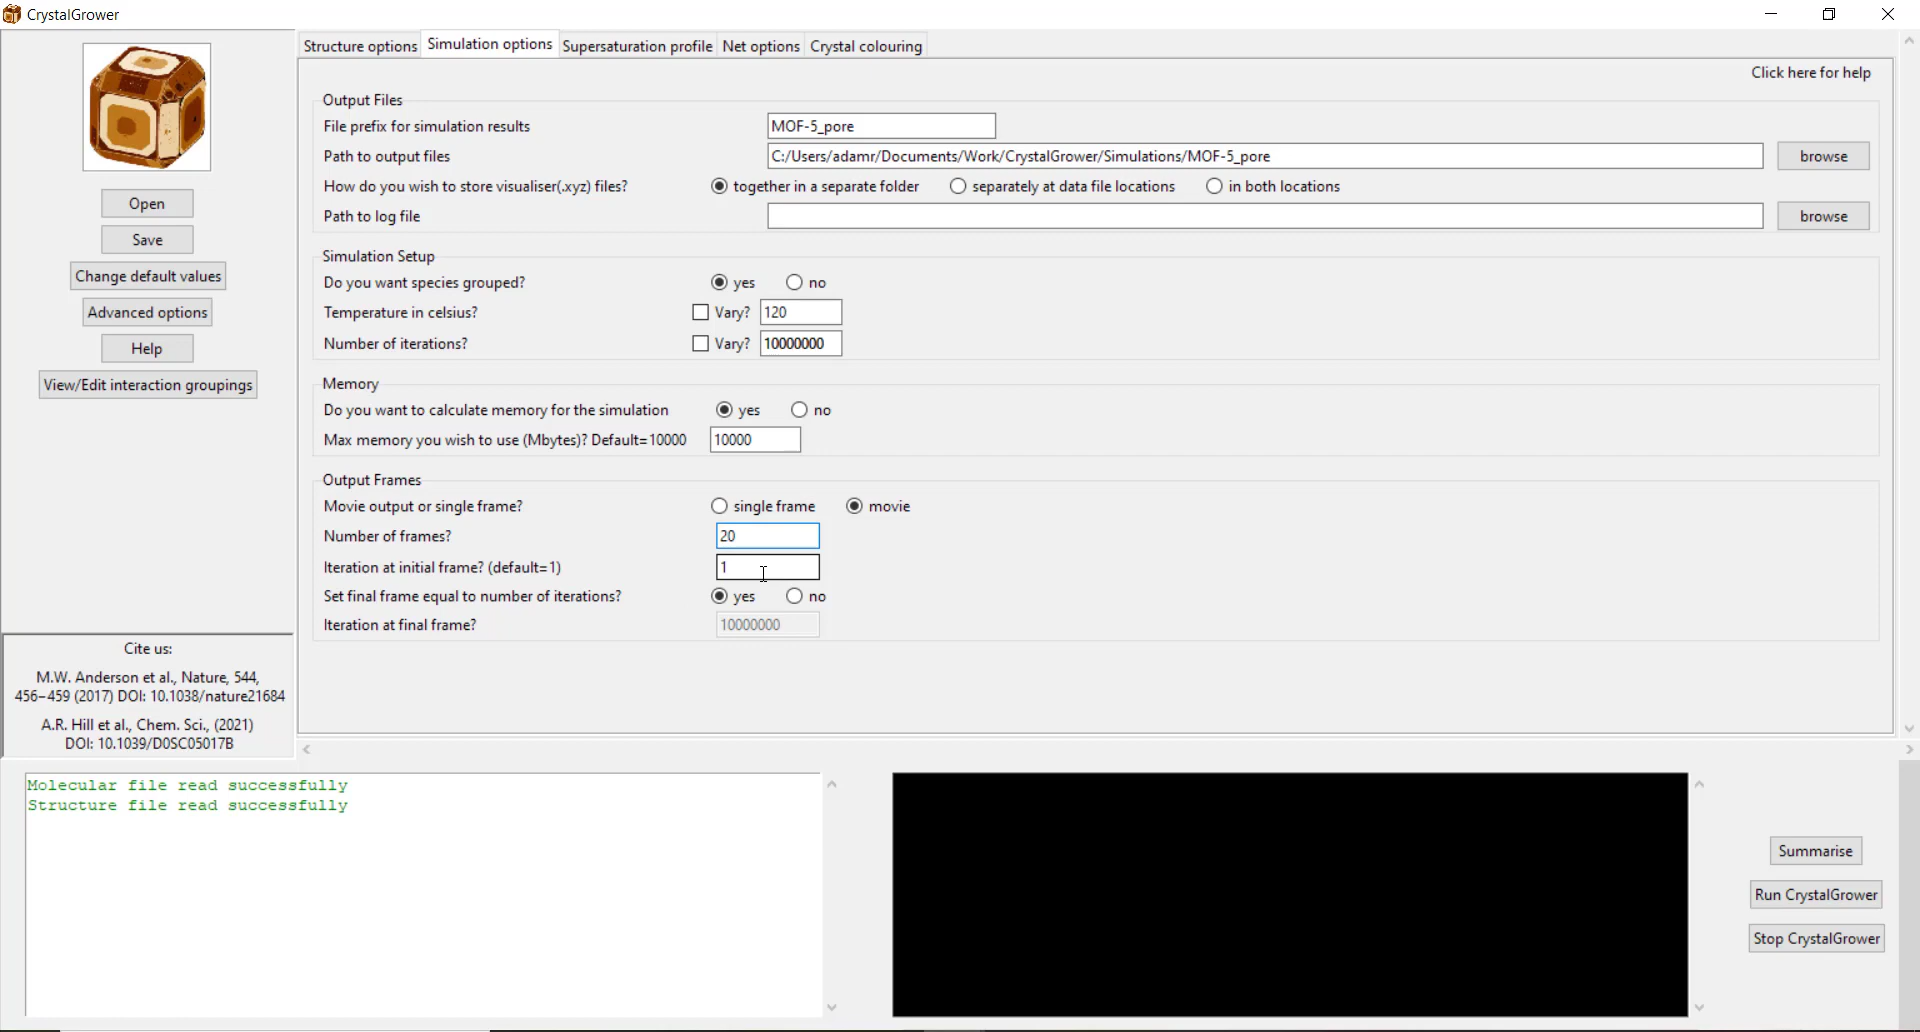 CrystalGrower
Structure options Simulation options Supersaturation profile Net options Crystal colouring
Click here for help
Open
Save
Change default values
Advanced options
Help
View/Edit interaction groupings
Output Files
File prefix for simulation results MOF-5_pore
Path to output files C:/Users/adamr/Documents/Work/CrystalGrower/Simulations/MOF-5_pore browse
How do you wish to store visualiser(.xyz) files? together in a separate folder separately at data file locations in both locations
Path to log file browse
Simulation Setup
Do you want species grouped? yes no
Temperature in celsius? Vary? 120
Number of iterations? Vary? 10000000
Memory
Do you want to calculate memory for the simulation yes no
Max memory you wish to use (Mbytes)? Default=10000 10000
Output Frames
Movie output or single frame? single frame movie
Number of frames? 20
Iteration at initial frame? (default=1) 1
Set final frame equal to number of iterations? yes no
Iteration at final frame? 10000000
Cite us:
M.W. Anderson et al., Nature, 544,
456–459 (2017) DOI: 10.1038/nature21684
A.R. Hill et al., Chem. Sci., (2021)
DOI: 10.1039/D0SC05017B
Molecular file read successfully
Structure file read successfully
Summarise
Run CrystalGrower
Stop CrystalGrower